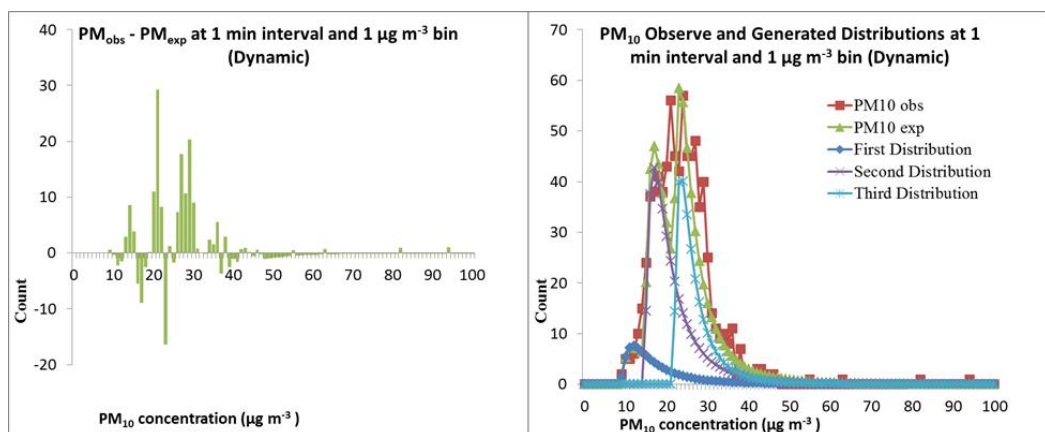 PMobs - PMexp at 1 min interval and 1 µg m-3 bin
(Dynamic)
40
30
20
10
0
-10
-20
Count
0 10 20 30 40 50 60 70 80 90 100
PM10 concentration (µg m-3 )
PM10 Observe and Generated Distributions at 1
min interval and 1 µg m-3 bin (Dynamic)
70
60
50
40
30
20
10
0
Count
PM10 obs
PM10 exp
First Distribution
Second Distribution
Third Distribution
0 10 20 30 40 50 60 70 80 90 100
PM10 concentration (µg m-3 )